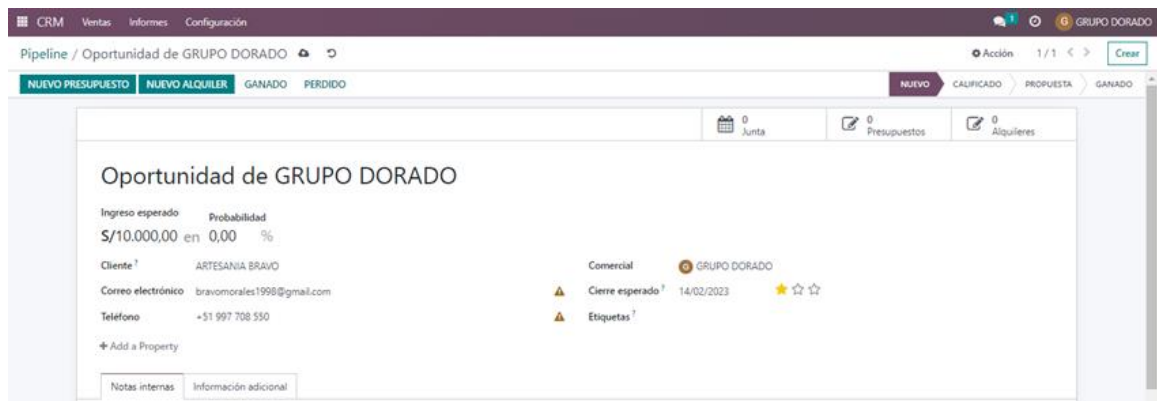 CRM Ventas Informes Configuración 1 G GRUPO DORADO
Pipeline / Oportunidad de GRUPO DORADO Acción 1/1 < > Crear
NUEVO PRESUPUESTO NUEVO ALQUILER GANADO PERDIDO NUEVO CALIFICADO PROPUESTA GANADO
0 Junta 0 Presupuestos 0 Alquileres
Oportunidad de GRUPO DORADO
Ingreso esperado Probabilidad
S/10.000,00 en 0,00 %
Cliente ? ARTESANIA BRAVO Comercial G GRUPO DORADO
Correo electrónico bravomorales1998@gmail.com Cierre esperado ? 14/02/2023
Teléfono +51 997 708 550 Etiquetas ?
+ Add a Property
Notas internas Información adicional